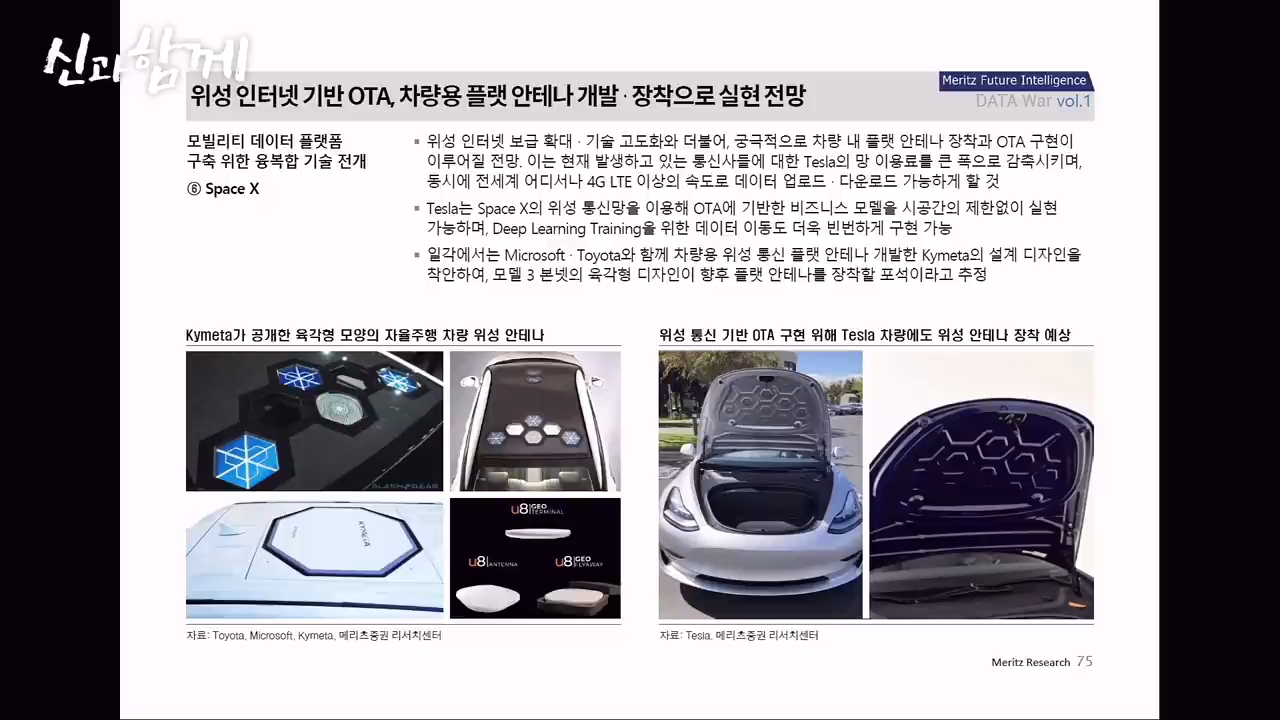 신과함께
위성 인터넷 기반 OTA, 차량용 플랫 안테나 개발 · 장착으로 실현 전망
Meritz Future Intelligence
DATA War vol.1
모빌리티 데이터 플랫폼
구축 위한 융복합 기술 전개
⑥ Space X
▪ 위성 인터넷 보급 확대 · 기술 고도화와 더불어, 궁극적으로 차량 내 플랫 안테나 장착과 OTA 구현이
이루어질 전망. 이는 현재 발생하고 있는 통신사들에 대한 Tesla의 망 이용료를 큰 폭으로 감축시키며,
동시에 전세계 어디서나 4G LTE 이상의 속도로 데이터 업로드 · 다운로드 가능하게 할 것
▪ Tesla는 Space X의 위성 통신망을 이용해 OTA에 기반한 비즈니스 모델을 시공간의 제한없이 실현
가능하며, Deep Learning Training을 위한 데이터 이동도 더욱 빈번하게 구현 가능
▪ 일각에서는 Microsoft · Toyota와 함께 차량용 위성 통신 플랫 안테나 개발한 Kymeta의 설계 디자인을
착안하여, 모델 3 본넷의 육각형 디자인이 향후 플랫 안테나를 장착할 포석이라고 추정
Kymeta가 공개한 육각형 모양의 자율주행 차량 위성 안테나
SLASHGEAR
KYMETA
u8 GEO TERMINAL
u8 ANTENNA
u8 GEO FLYAWAY
자료: Toyota, Microsoft, Kymeta, 메리츠증권 리서치센터
위성 통신 기반 OTA 구현 위해 Tesla 차량에도 위성 안테나 장착 예상
자료: Tesla, 메리츠증권 리서치센터
Meritz Research 75